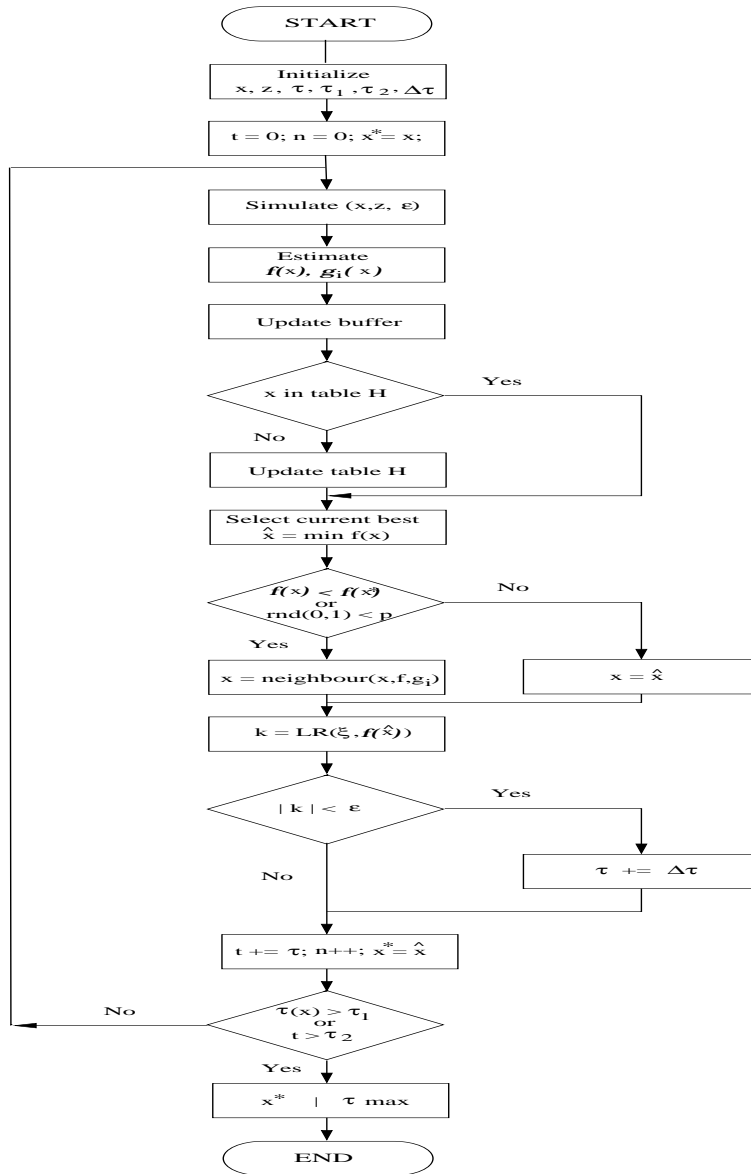 START
Initialize
x, z, τ, τ₁, τ₂, Δτ
t = 0; n = 0; x* = x;
Simulate (x,z, ε)
Estimate
f(x), gᵢ( x)
Update buffer
x in table H
Yes
No
Update table H
Select current best
x̂ = min f(x)
f(x) < f(x*)
or
rnd(0,1) < p
No
Yes
x = neighbour(x,f,gᵢ)
x = x̂
k = LR(ξ, f(x̂))
| k | < ε
Yes
No
τ += Δτ
t += τ; n++; x* = x̂
τ(x) > τ₁
or
t > τ₂
No
Yes
x* | τ max
END